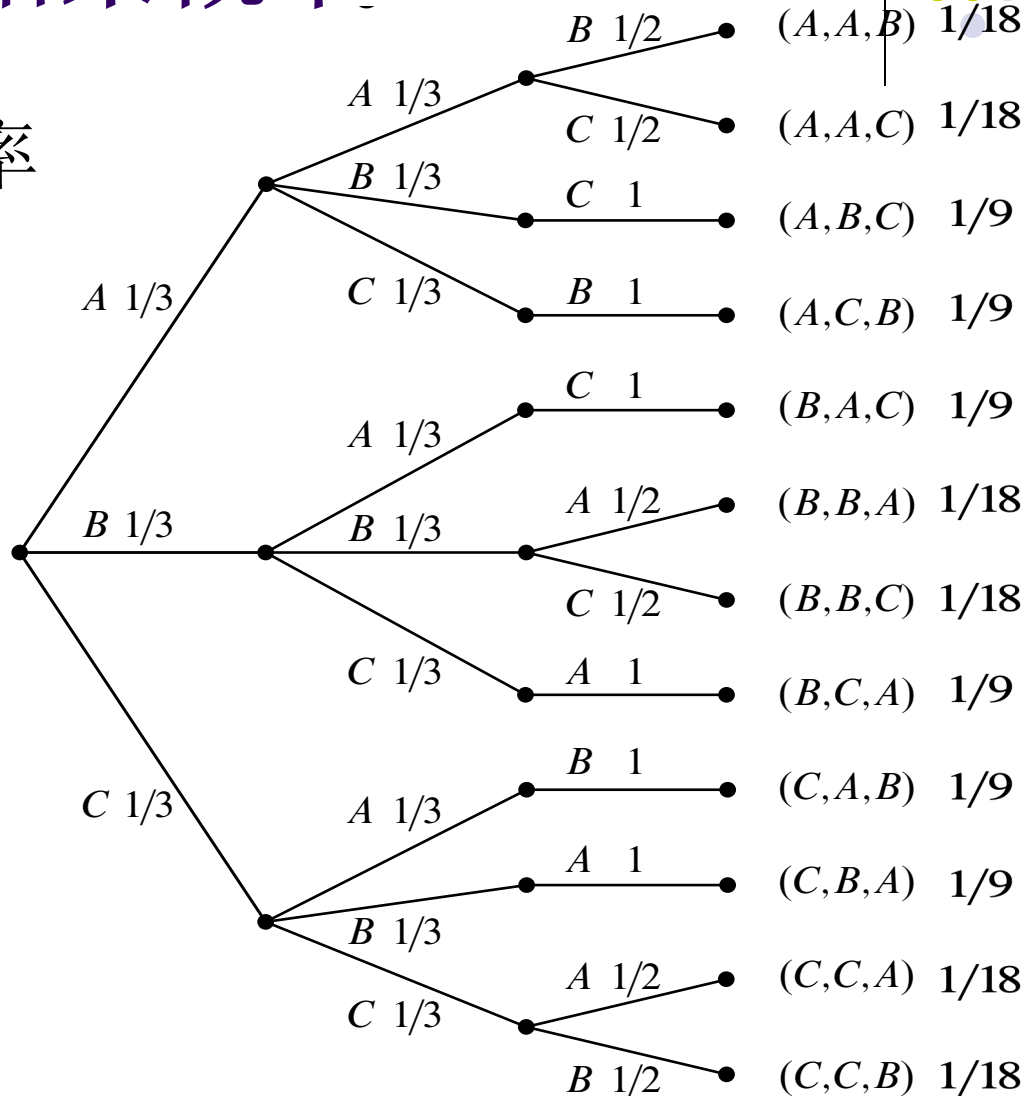 B 1/2 (A,A,B) 1/18
A 1/3
C 1/2 (A,A,C) 1/18
率
B 1/3 C 1 (A,B,C) 1/9
A 1/3 C 1/3 B 1 (A,C,B) 1/9
C 1 (B,A,C) 1/9
A 1/3
A 1/2 (B,B,A) 1/18
B 1/3 B 1/3
C 1/2 (B,B,C) 1/18
C 1/3 A 1 (B,C,A) 1/9
B 1 (C,A,B) 1/9
C 1/3 A 1/3
A 1 (C,B,A) 1/9
B 1/3
A 1/2 (C,C,A) 1/18
C 1/3
B 1/2 (C,C,B) 1/18